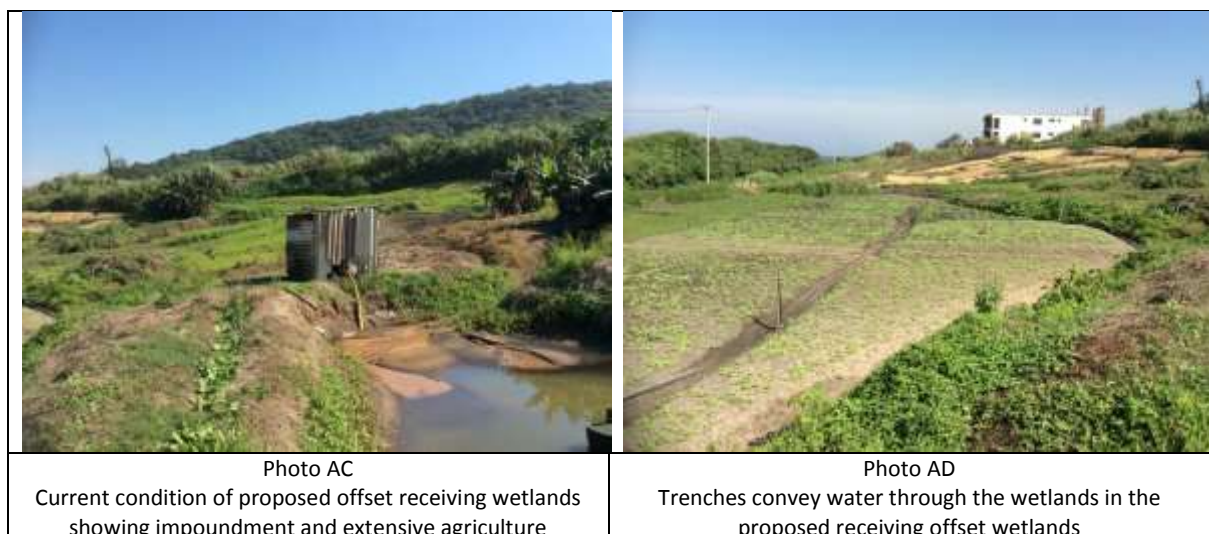 Photo AC
Current condition of proposed offset receiving wetlands
showing impoundment and extensive agriculture
Photo AD
Trenches convey water through the wetlands in the
proposed receiving offset wetlands